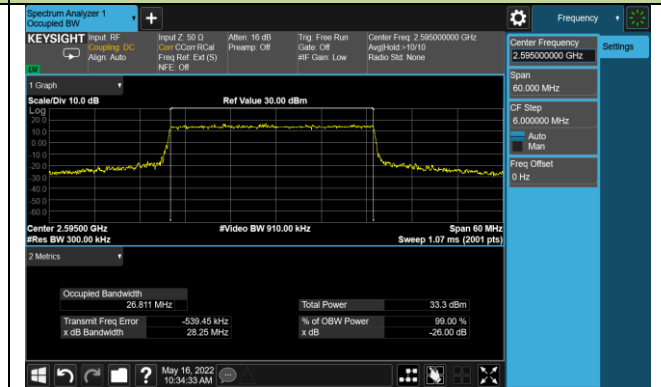 Spectrum Analyzer 1
Occupied BW
Frequency
KEYSIGHT
Input: RF
Coupling: DC
Align: Auto
Input Z: 50 Ω
Corr CCorr RCal
Freq Ref: Ext (S)
NFE: Off
Atten: 16 dB
Preamp: Off
Trig: Free Run
Gate: Off
#IF Gain: Low
Center Freq: 2.595000000 GHz
Avg|Hold:>10/10
Radio Std: None
Center Frequency
2.595000000 GHz
Settings
Span
60.000 MHz
CF Step
6.000000 MHz
Auto
Man
Freq Offset
0 Hz
1 Graph
Scale/Div 10.0 dB
Ref Value 30.00 dBm
Log
20.0
10.0
0.00
-10.0
-20.0
-30.0
-40.0
-50.0
-60.0
Center 2.59500 GHz
#Video BW 910.00 kHz
Span 60 MHz
#Res BW 300.00 kHz
Sweep 1.07 ms (2001 pts)
2 Metrics
Occupied Bandwidth
26.811 MHz
Total Power
33.3 dBm
Transmit Freq Error
-539.45 kHz
% of OBW Power
99.00 %
x dB Bandwidth
28.25 MHz
x dB
-26.00 dB
May 16, 2022
10:34:33 AM